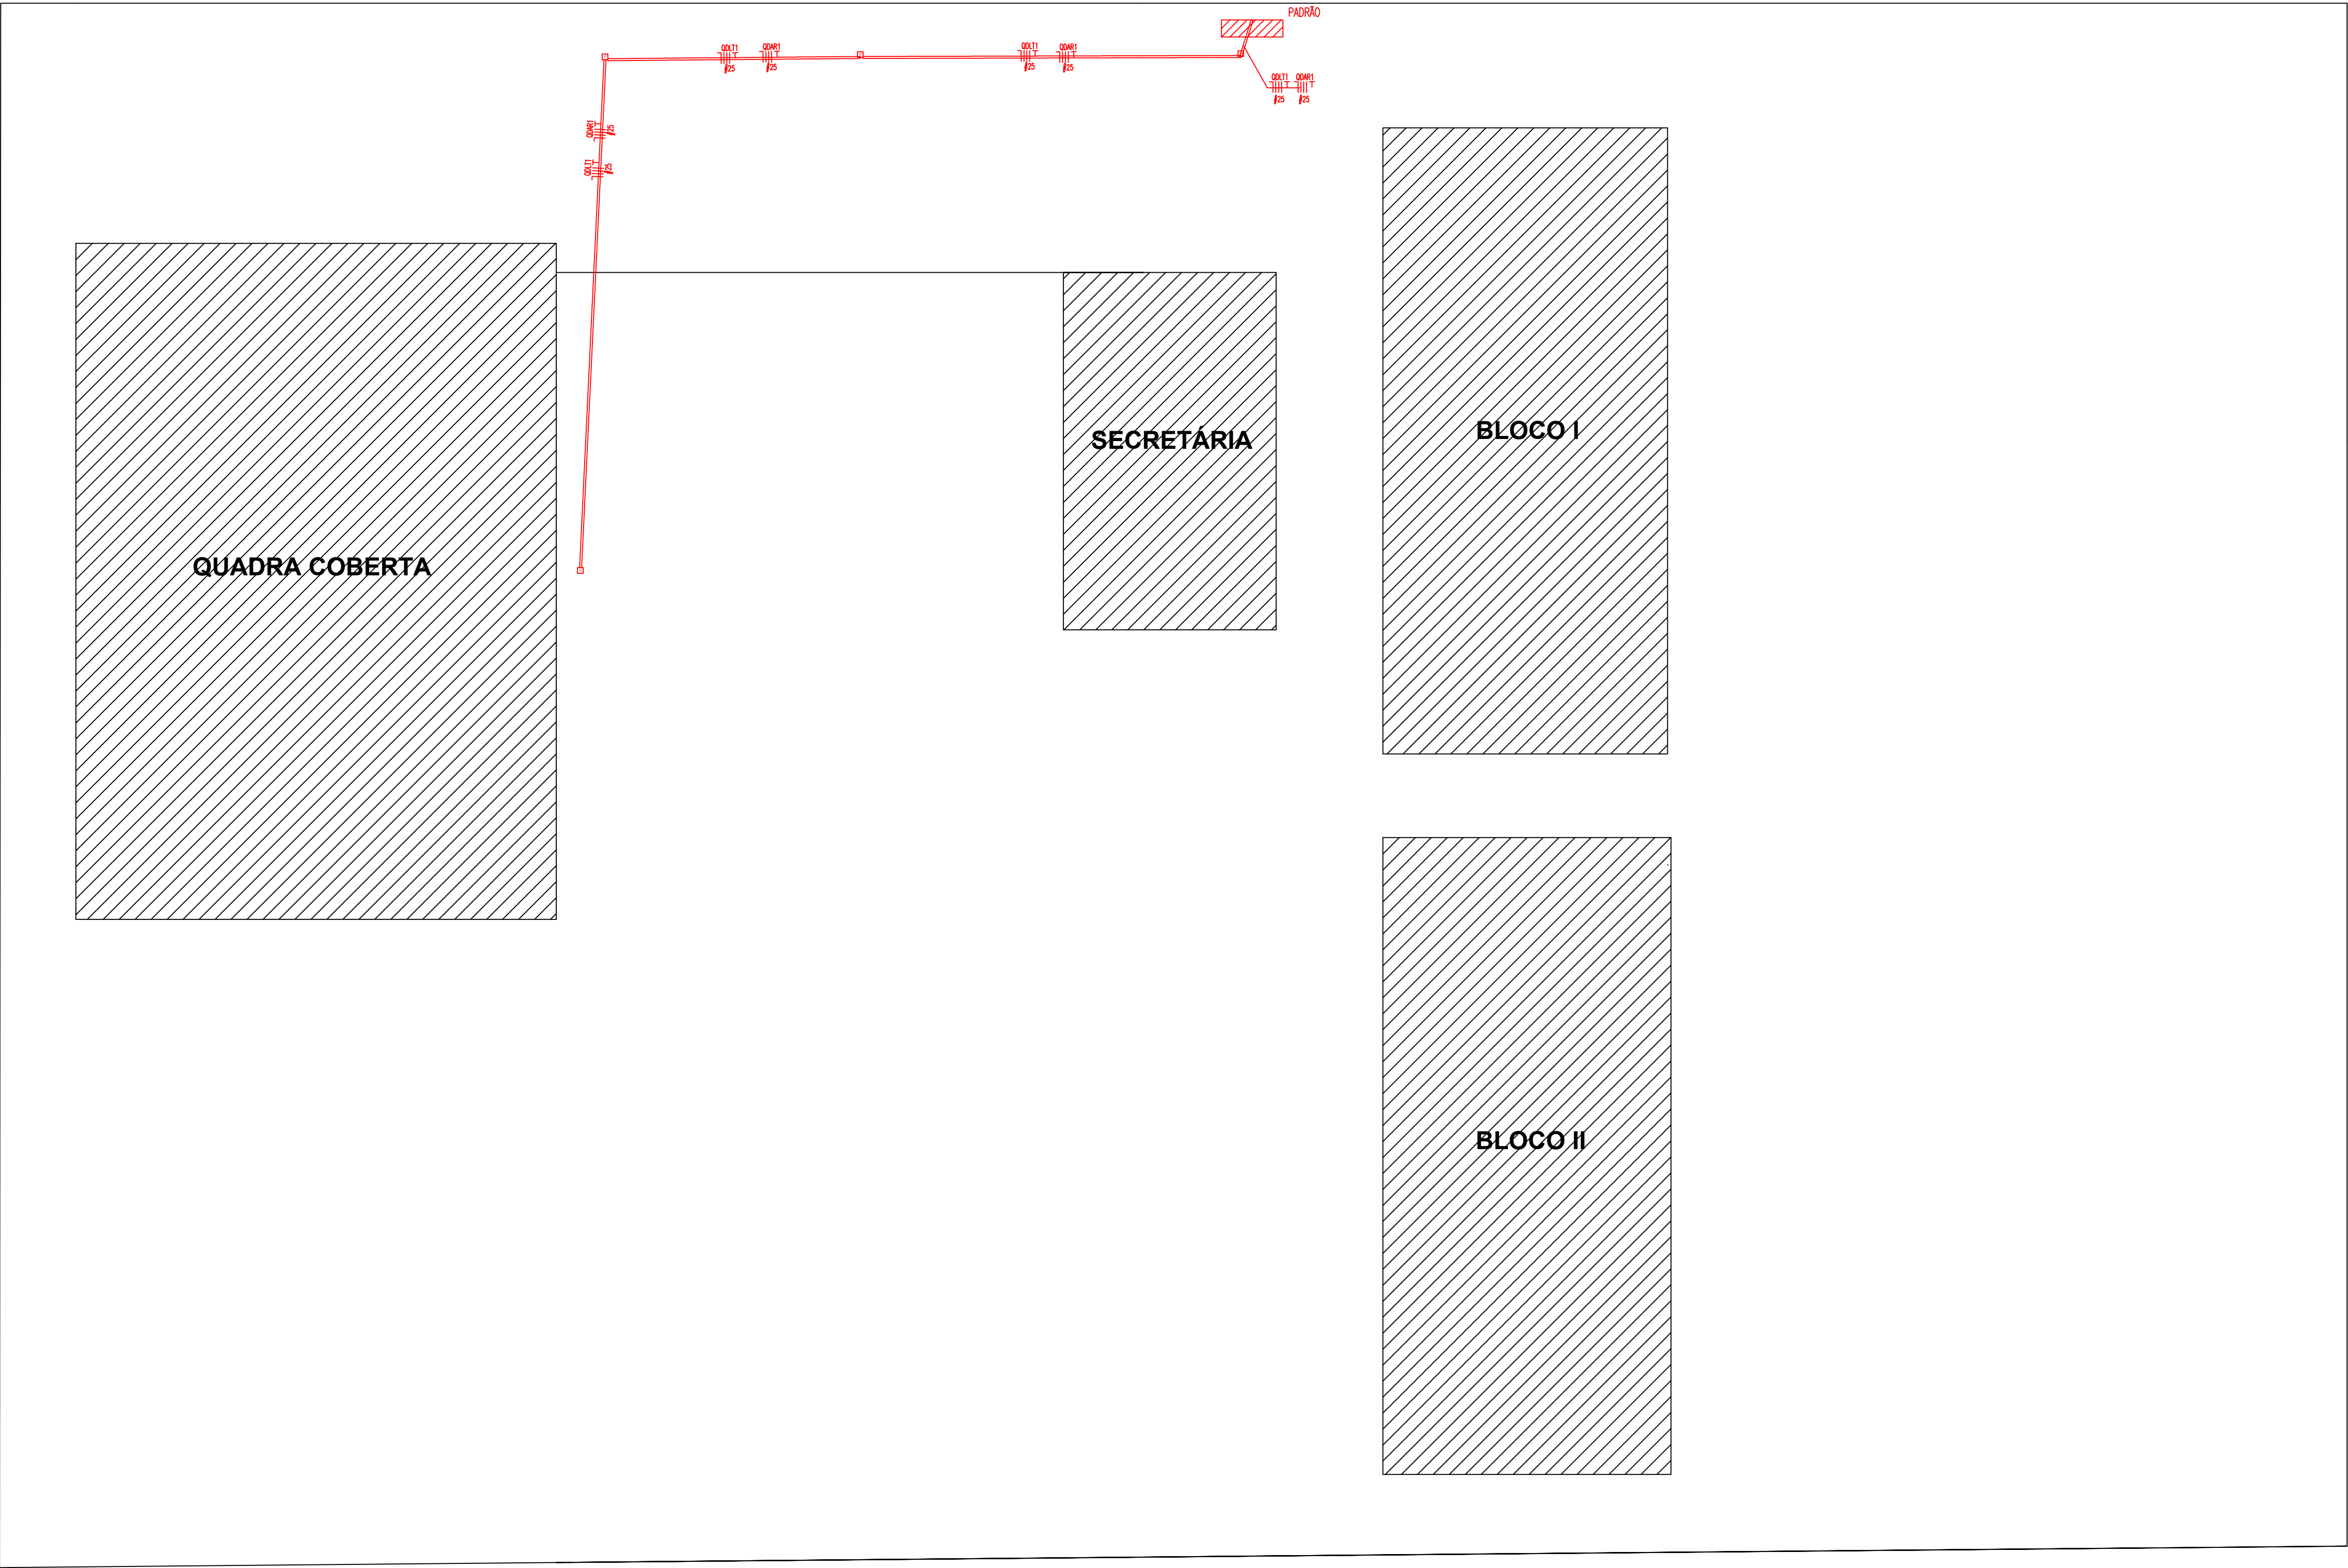 PADRÃO
QDLT1 QDAR1 QDLT1 QDAR1
#25 #25 #25 #25
QDLT1 QDAR1
#25 #25
QDAR1
#25
QDLT1
#25
BLOCO I
SECRETÁRIA
QUADRA COBERTA
BLOCO II